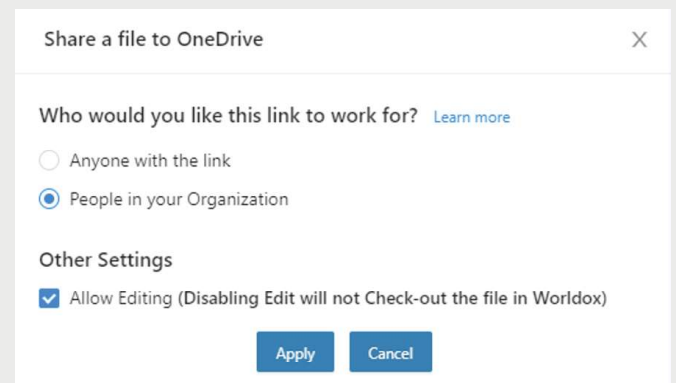 Share a file to OneDrive X
Who would you like this link to work for? Learn more
Anyone with the link
People in your Organization
Other Settings
Allow Editing (Disabling Edit will not Check-out the file in Worldox)
Apply Cancel